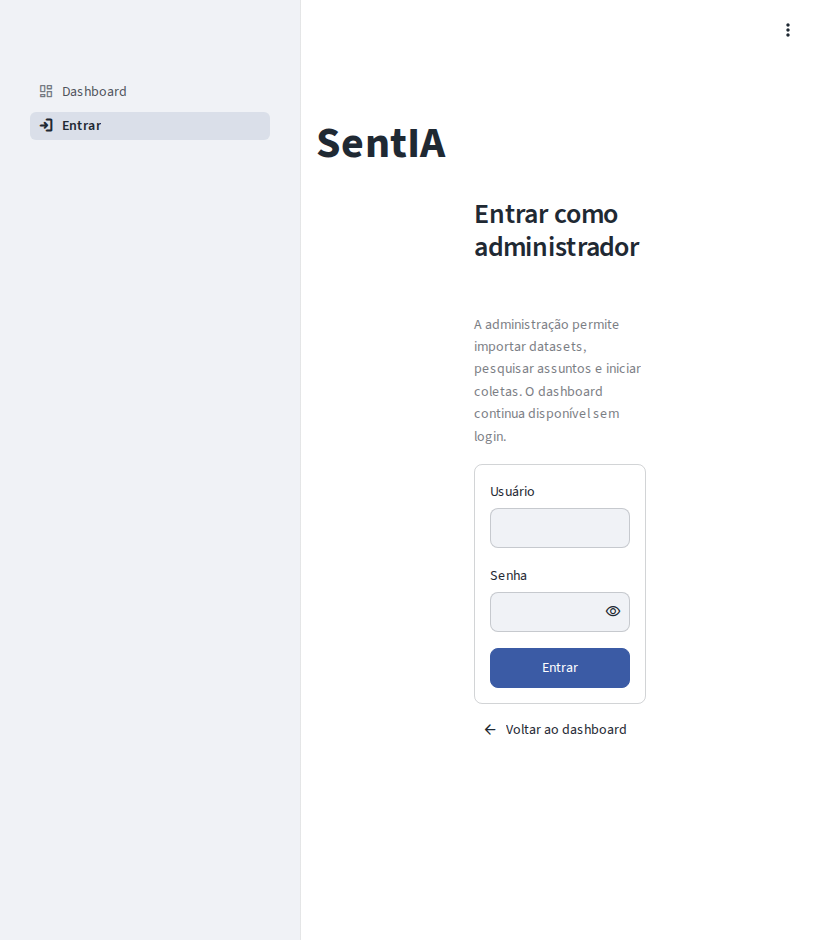 Dashboard
Entrar
SentIA
Entrar como
administrador
A administração permite
importar datasets,
pesquisar assuntos e iniciar
coletas. O dashboard
continua disponível sem
login.
Usuário
Senha
Entrar
Voltar ao dashboard